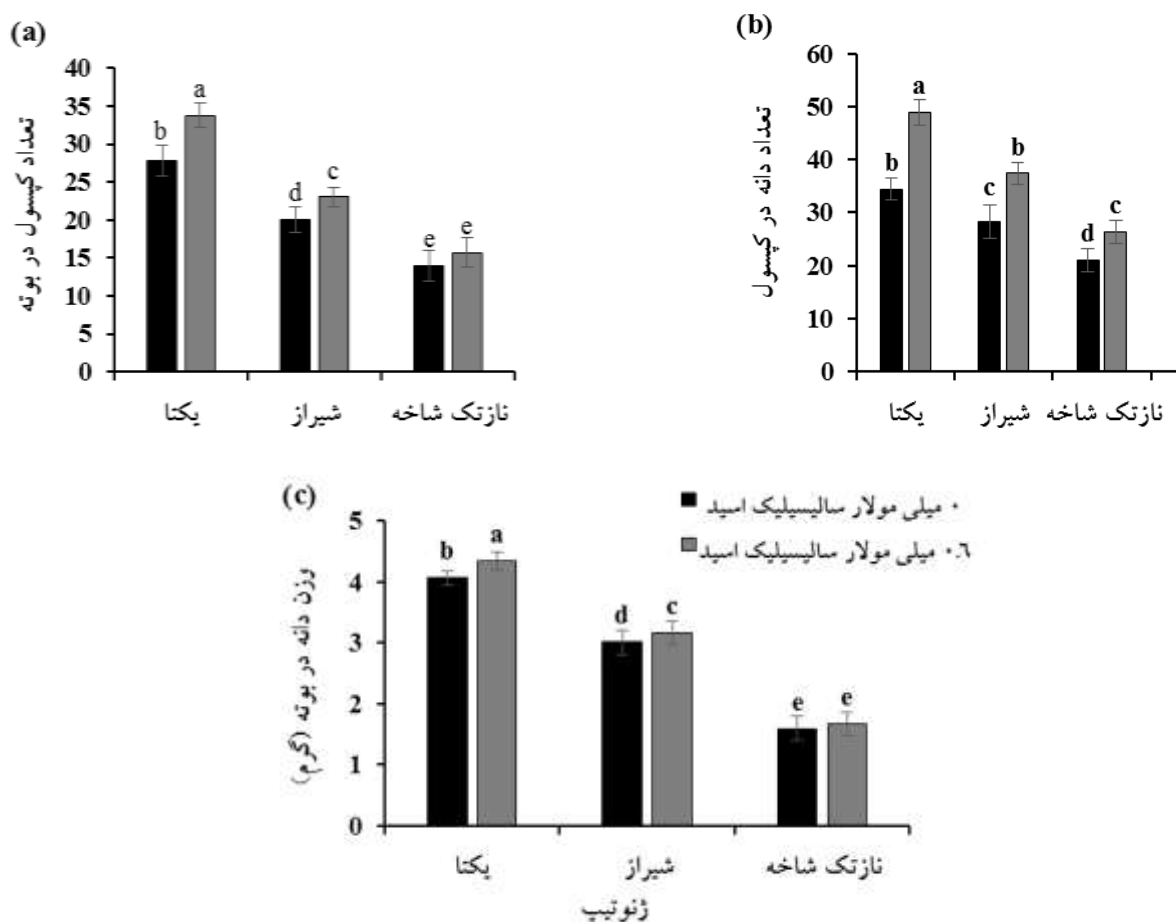 (a)
تعداد کپسول در بوته
40
35
30
25
20
15
10
5
0
b
a
d
c
e
e
یکتا
شیراز
نازتک شاخه
(b)
تعداد دانه در کپسول
60
50
40
30
20
10
0
b
a
c
b
d
c
یکتا
شیراز
نازتک شاخه
(c)
۰ میلی مولار سالیسیلیک اسید
۰.٦ میلی مولار سالیسیلیک اسید
وزن دانه در بوته (گرم)
5
4
3
2
1
0
b
a
d
c
e
e
یکتا
شیراز
نازتک شاخه
ژنوتیپ